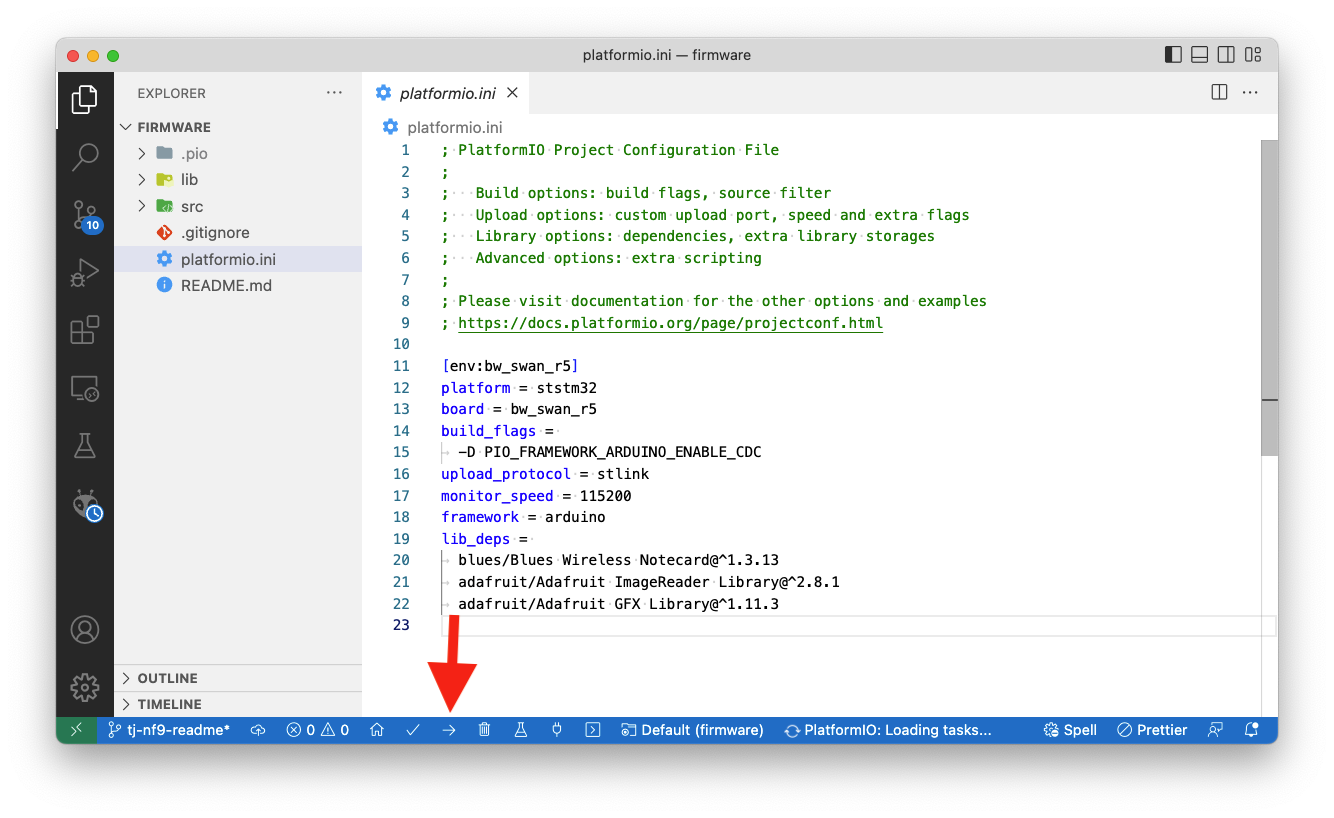 platformio.ini — firmware
EXPLORER
FIRMWARE
.pio
lib
src
.gitignore
platformio.ini
README.md
OUTLINE
TIMELINE
10
platformio.ini
platformio.ini
1 ; PlatformIO Project Configuration File
2 ;
3 ;   Build options: build flags, source filter
4 ;   Upload options: custom upload port, speed and extra flags
5 ;   Library options: dependencies, extra library storages
6 ;   Advanced options: extra scripting
7 ;
8 ; Please visit documentation for the other options and examples
9 ; https://docs.platformio.org/page/projectconf.html
10
11 [env:bw_swan_r5]
12 platform = ststm32
13 board = bw_swan_r5
14 build_flags =
15   -D PIO_FRAMEWORK_ARDUINO_ENABLE_CDC
16 upload_protocol = stlink
17 monitor_speed = 115200
18 framework = arduino
19 lib_deps =
20   blues/Blues Wireless Notecard@^1.3.13
21   adafruit/Adafruit ImageReader Library@^2.8.1
22   adafruit/Adafruit GFX Library@^1.11.3
23
tj-nf9-readme* 0 0 Default (firmware) PlatformIO: Loading tasks... Spell Prettier